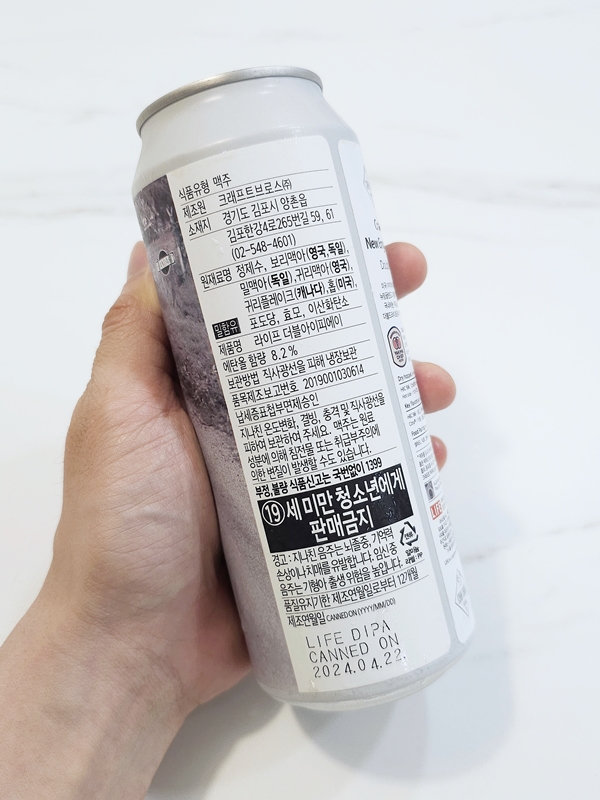 식품유형 맥주
제조원 크래프트브로스㈜
소재지 경기도 김포시 양촌읍
김포한강4로265번길 59, 61
(02-548-4601)
원재료명 정제수, 보리맥아(영국,독일),
밀맥아(독일),귀리맥아(영국),
귀리플레이크(캐나다),홉(미국),
포도당, 효모, 이산화탄소
밀함유
제품명 라이프 더블아이피에이
에탄올 함량 8.2%
보관방법 직사광선을 피해 냉장보관
품목제조보고번호 2019001030614
납세증표첩부면제승인
지나친 온도변화, 결빙, 충격 및 직사광선을
피하여 보관하여 주세요. 맥주는 원료
성분에 의해 침전물 또는 취급부주의에
의한 변질이 발생할 수도 있습니다.
부정,불량 식품신고는 국번없이 1399
19세 미만 청소년에게
판매금지
경고 : 지나친 음주는 뇌졸중, 기억력
손상이나 치매를 유발합니다. 임신 중
음주는 기형아 출생 위험을 높입니다.
품질유지기한 제조연월일로부터 12개월
제조연월일 CANNED ON (YYYY/MM/DD)
LIFE DIPA
CANNED ON
2024.04.22.
New
LIFE